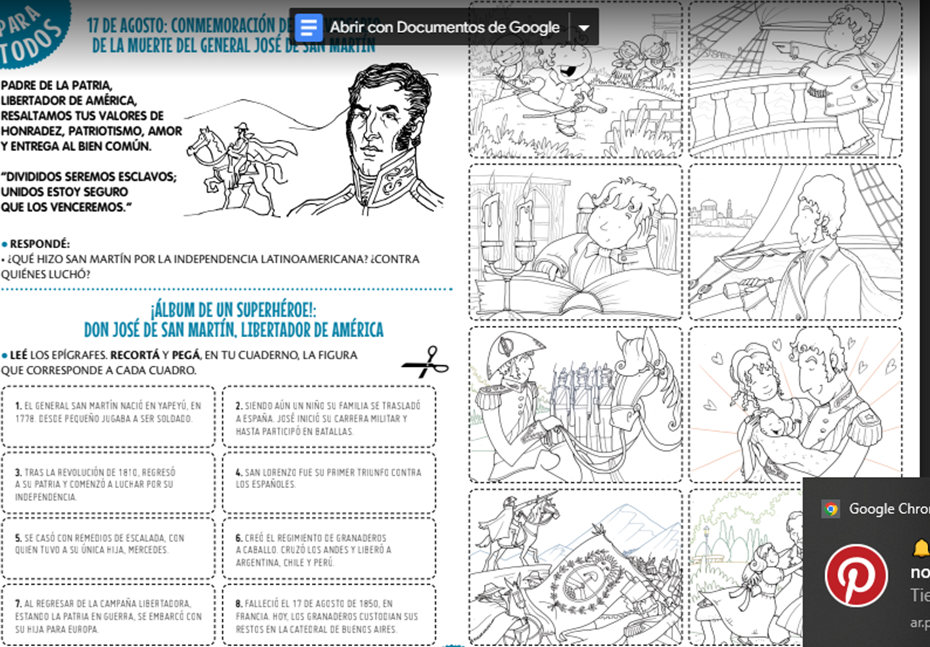 PARA
TODOS
17 DE AGOSTO: CONMEMORACIÓN DE
DE LA MUERTE DEL GENERAL JOSÉ DE SAN MARTÍN
Abrir con Documentos de Google
PADRE DE LA PATRIA,
LIBERTADOR DE AMÉRICA,
RESALTAMOS TUS VALORES DE
HONRADEZ, PATRIOTISMO, AMOR
Y ENTREGA AL BIEN COMÚN.
“DIVIDIDOS SEREMOS ESCLAVOS;
UNIDOS ESTOY SEGURO
QUE LOS VENCEREMOS.”
• RESPONDÉ:
• ¿QUÉ HIZO SAN MARTÍN POR LA INDEPENDENCIA LATINOAMERICANA? ¿CONTRA
QUIÉNES LUCHÓ?
¡ÁLBUM DE UN SUPERHÉROE!:
DON JOSÉ DE SAN MARTÍN, LIBERTADOR DE AMÉRICA
• LEÉ LOS EPÍGRAFES. RECORTÁ Y PEGÁ, EN TU CUADERNO, LA FIGURA
QUE CORRESPONDE A CADA CUADRO.
1. EL GENERAL SAN MARTÍN NACIÓ EN YAPEYÚ, EN
1778. DESDE PEQUEÑO JUGABA A SER SOLDADO.
2. SIENDO AÚN UN NIÑO SU FAMILIA SE TRASLADÓ
A ESPAÑA. JOSÉ INICIÓ SU CARRERA MILITAR Y
HASTA PARTICIPÓ EN BATALLAS.
3. TRAS LA REVOLUCIÓN DE 1810, REGRESÓ
A SU PATRIA Y COMENZÓ A LUCHAR POR SU
INDEPENDENCIA.
4. SAN LORENZO FUE SU PRIMER TRIUNFO CONTRA
LOS ESPAÑOLES.
5. SE CASÓ CON REMEDIOS DE ESCALADA, CON
QUIEN TUVO A SU ÚNICA HIJA, MERCEDES.
6. CREÓ EL REGIMIENTO DE GRANADEROS
A CABALLO. CRUZÓ LOS ANDES Y LIBERÓ A
ARGENTINA, CHILE Y PERÚ.
7. AL REGRESAR DE LA CAMPAÑA LIBERTADORA,
ESTANDO LA PATRIA EN GUERRA, SE EMBARCÓ CON
SU HIJA PARA EUROPA.
8. FALLECIÓ EL 17 DE AGOSTO DE 1850, EN
FRANCIA. HOY, LOS GRANADEROS CUSTODIAN SUS
RESTOS EN LA CATEDRAL DE BUENOS AIRES.
Google Chro
no
Tie
ar.p